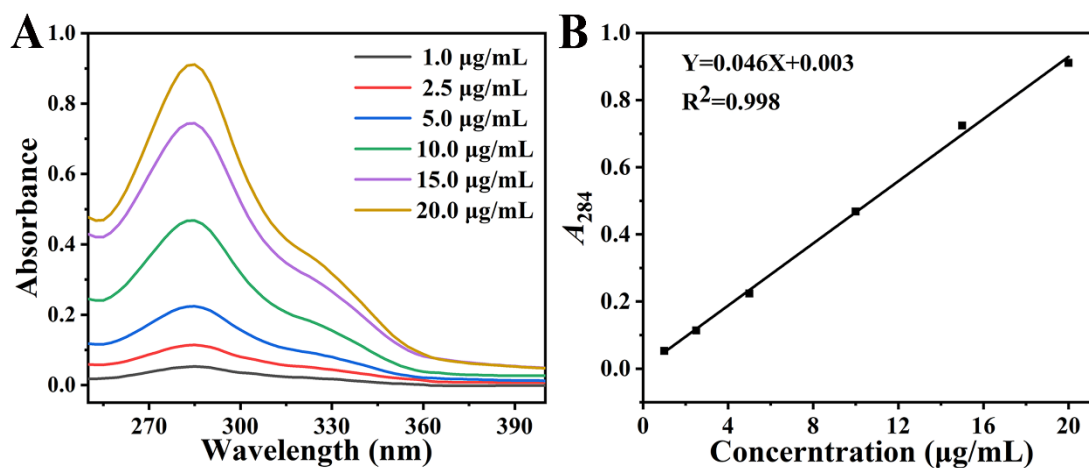 A
1.0 μg/mL
2.5 μg/mL
5.0 μg/mL
10.0 μg/mL
15.0 μg/mL
20.0 μg/mL
Absorbance
1.0
0.8
0.6
0.4
0.2
0.0
270 300 330 360 390
Wavelength (nm)
B
Y=0.046X+0.003
R²=0.998
A₂₈₄
1.0
0.8
0.6
0.4
0.2
0.0
0 4 8 12 16 20
Concerntration (μg/mL)